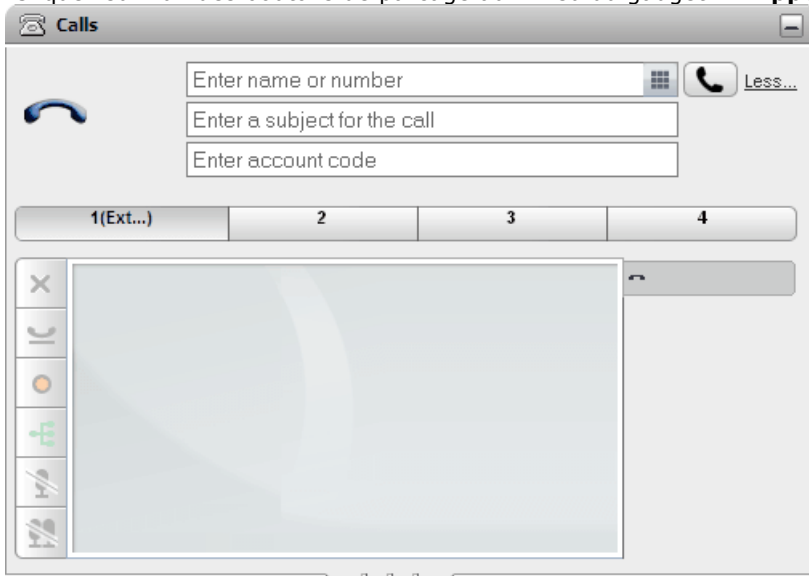 Calls
Enter name or number
Less...
Enter a subject for the call
Enter account code
1(Ext...) 2 3 4